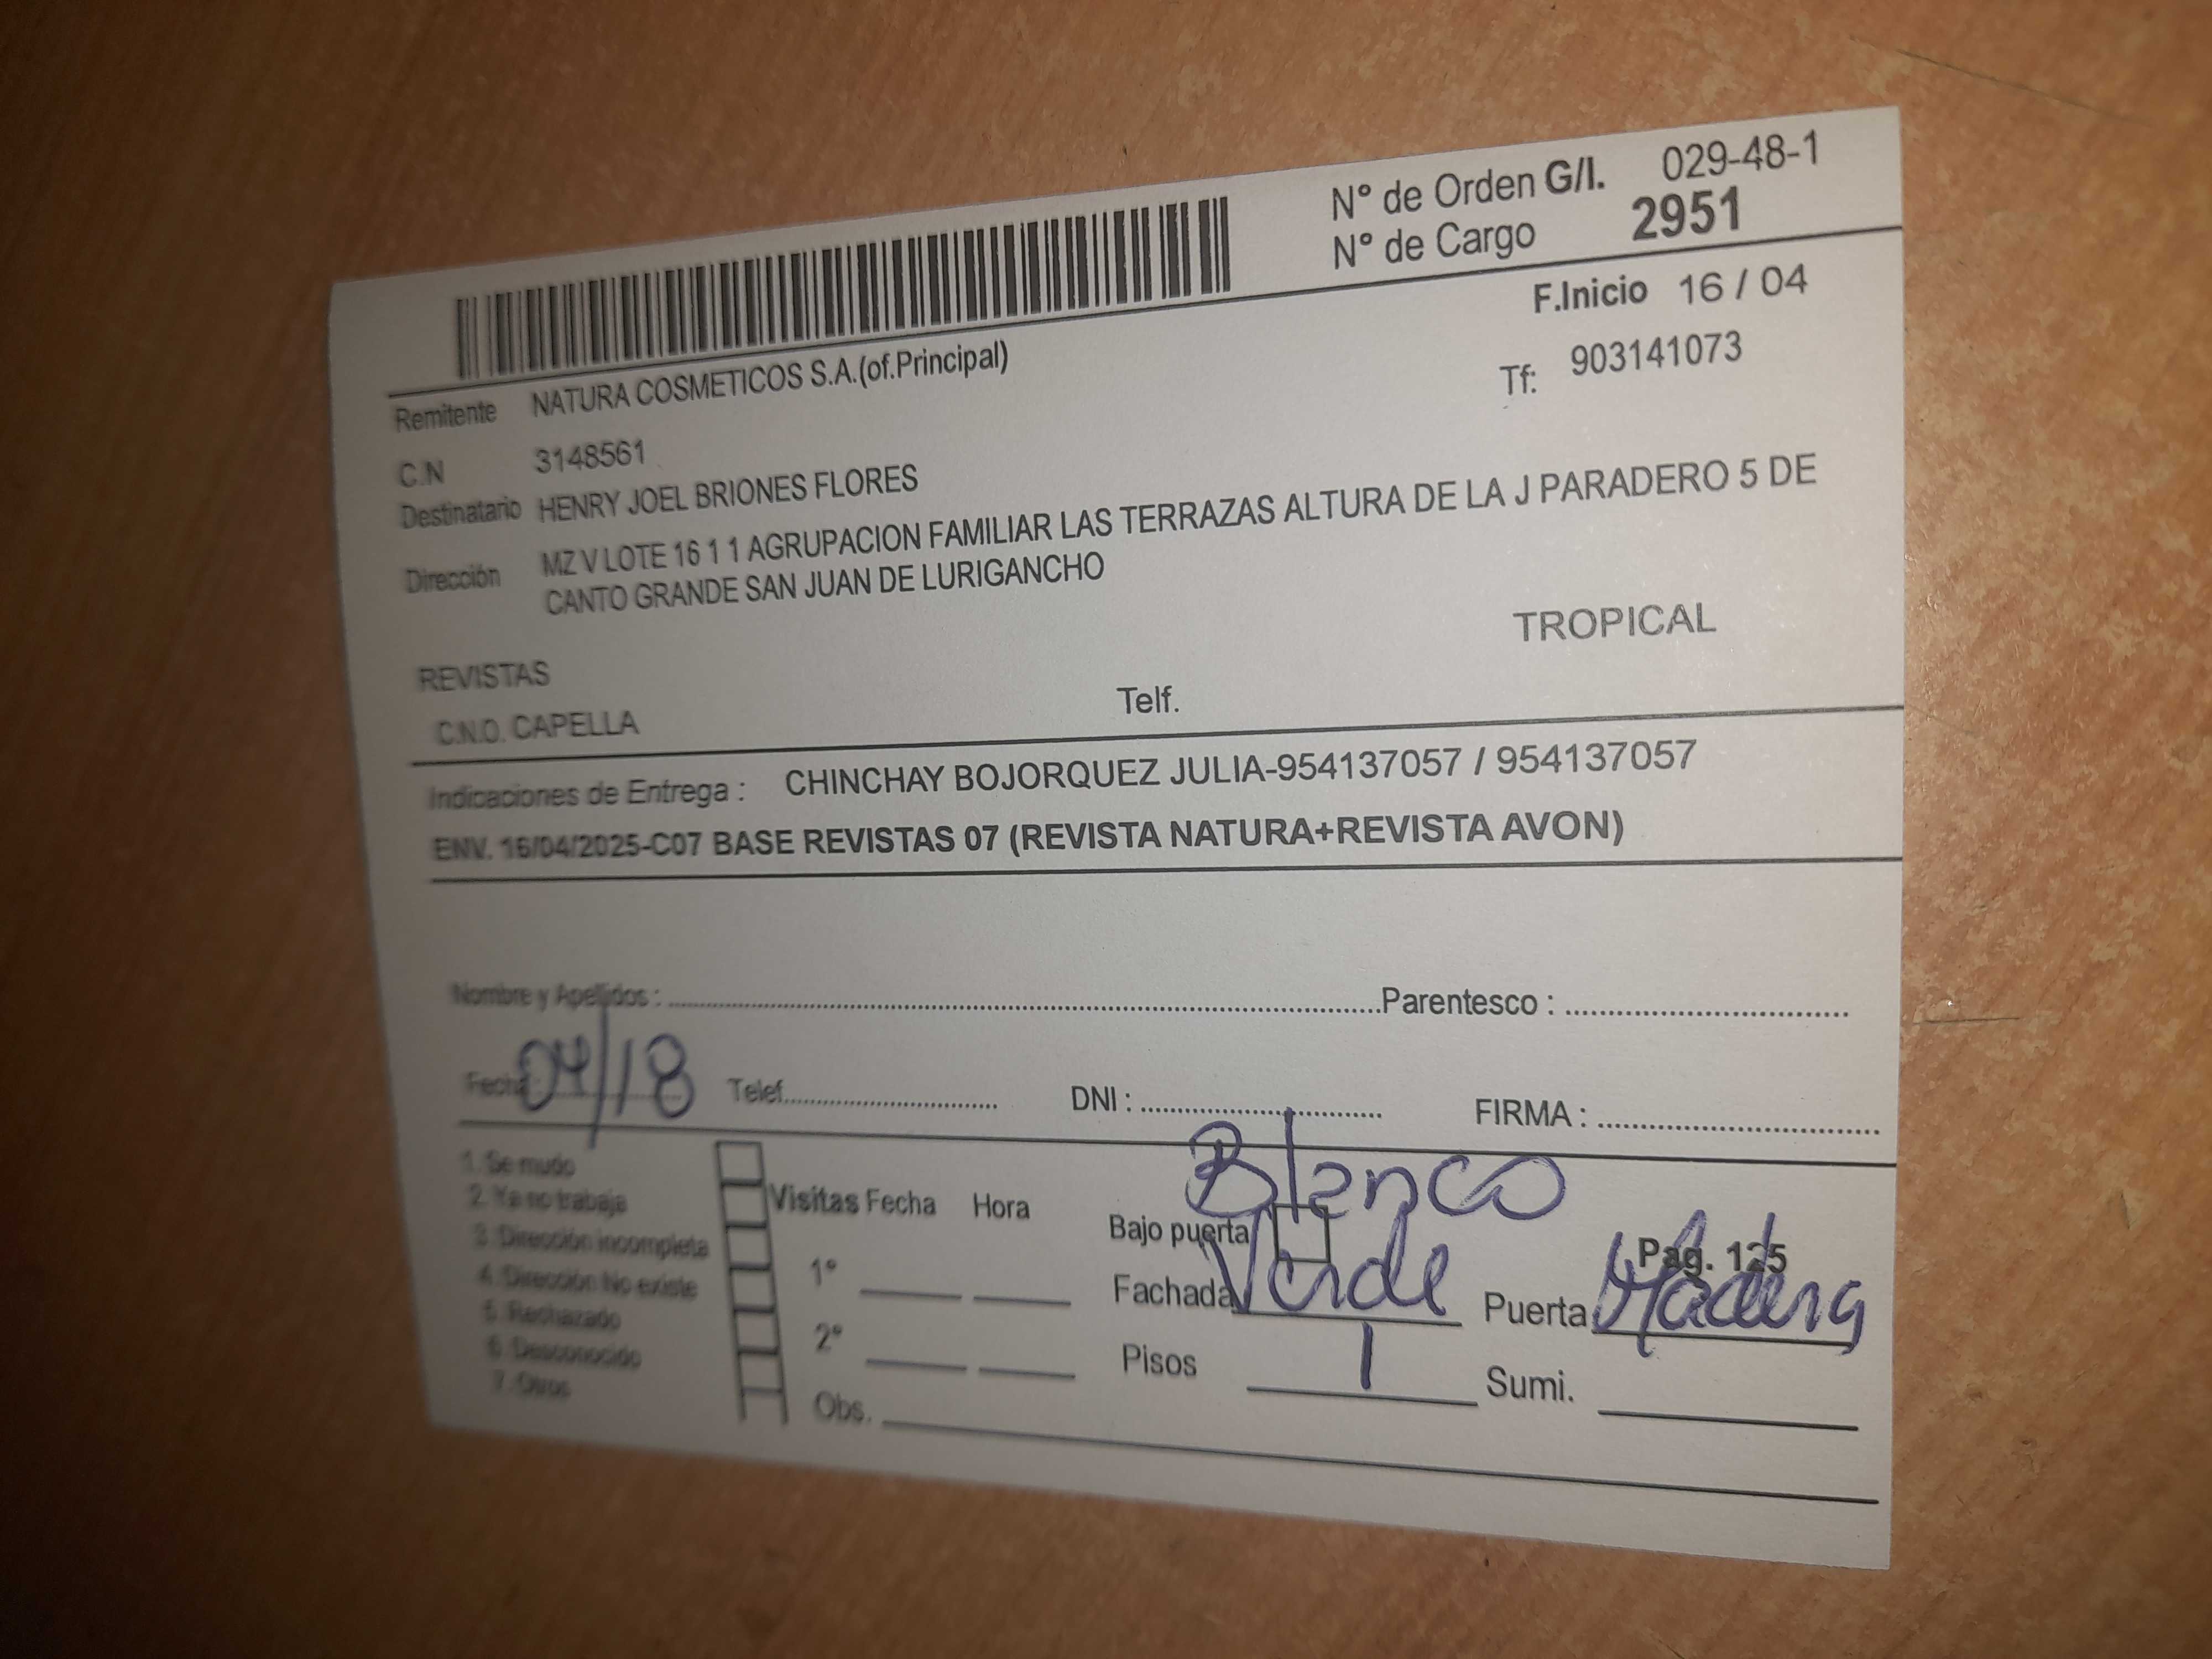 N° de Orden G/I. 029-48-1
N° de Cargo 2951
F.Inicio 16 / 04
Remitente NATURA COSMETICOS S.A.(of.Principal)
Tf: 903141073
C.N 3148561
Destinatario HENRY JOEL BRIONES FLORES
Dirección MZ V LOTE 16 1 1 AGRUPACION FAMILIAR LAS TERRAZAS ALTURA DE LA J PARADERO 5 DE
CANTO GRANDE SAN JUAN DE LURIGANCHO
TROPICAL
REVISTAS
C.N.O. CAPELLA Telf.
Indicaciones de Entrega : CHINCHAY BOJORQUEZ JULIA-954137057 / 954137057
ENV. 16/04/2025-C07 BASE REVISTAS 07 (REVISTA NATURA+REVISTA AVON)
Nombre y Apellidos : Parentesco :
Fecha: 04/18 Telef. DNI : FIRMA :
1. Se mudo
2. Ya no trabaja
3. Dirección incompleta
4. Dirección No existe
5. Rechazado
6. Desconocido
7. Otros
Visitas Fecha Hora
1°
2°
Obs.
Blanco
Bajo puerta
Pag. 125
Fachada Verde Puerta Madera
Pisos 1 Sumi.